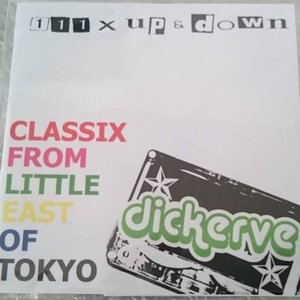 111 x up & down
CLASSIX
FROM
LITTLE
EAST
OF
TOKYO
dickerve